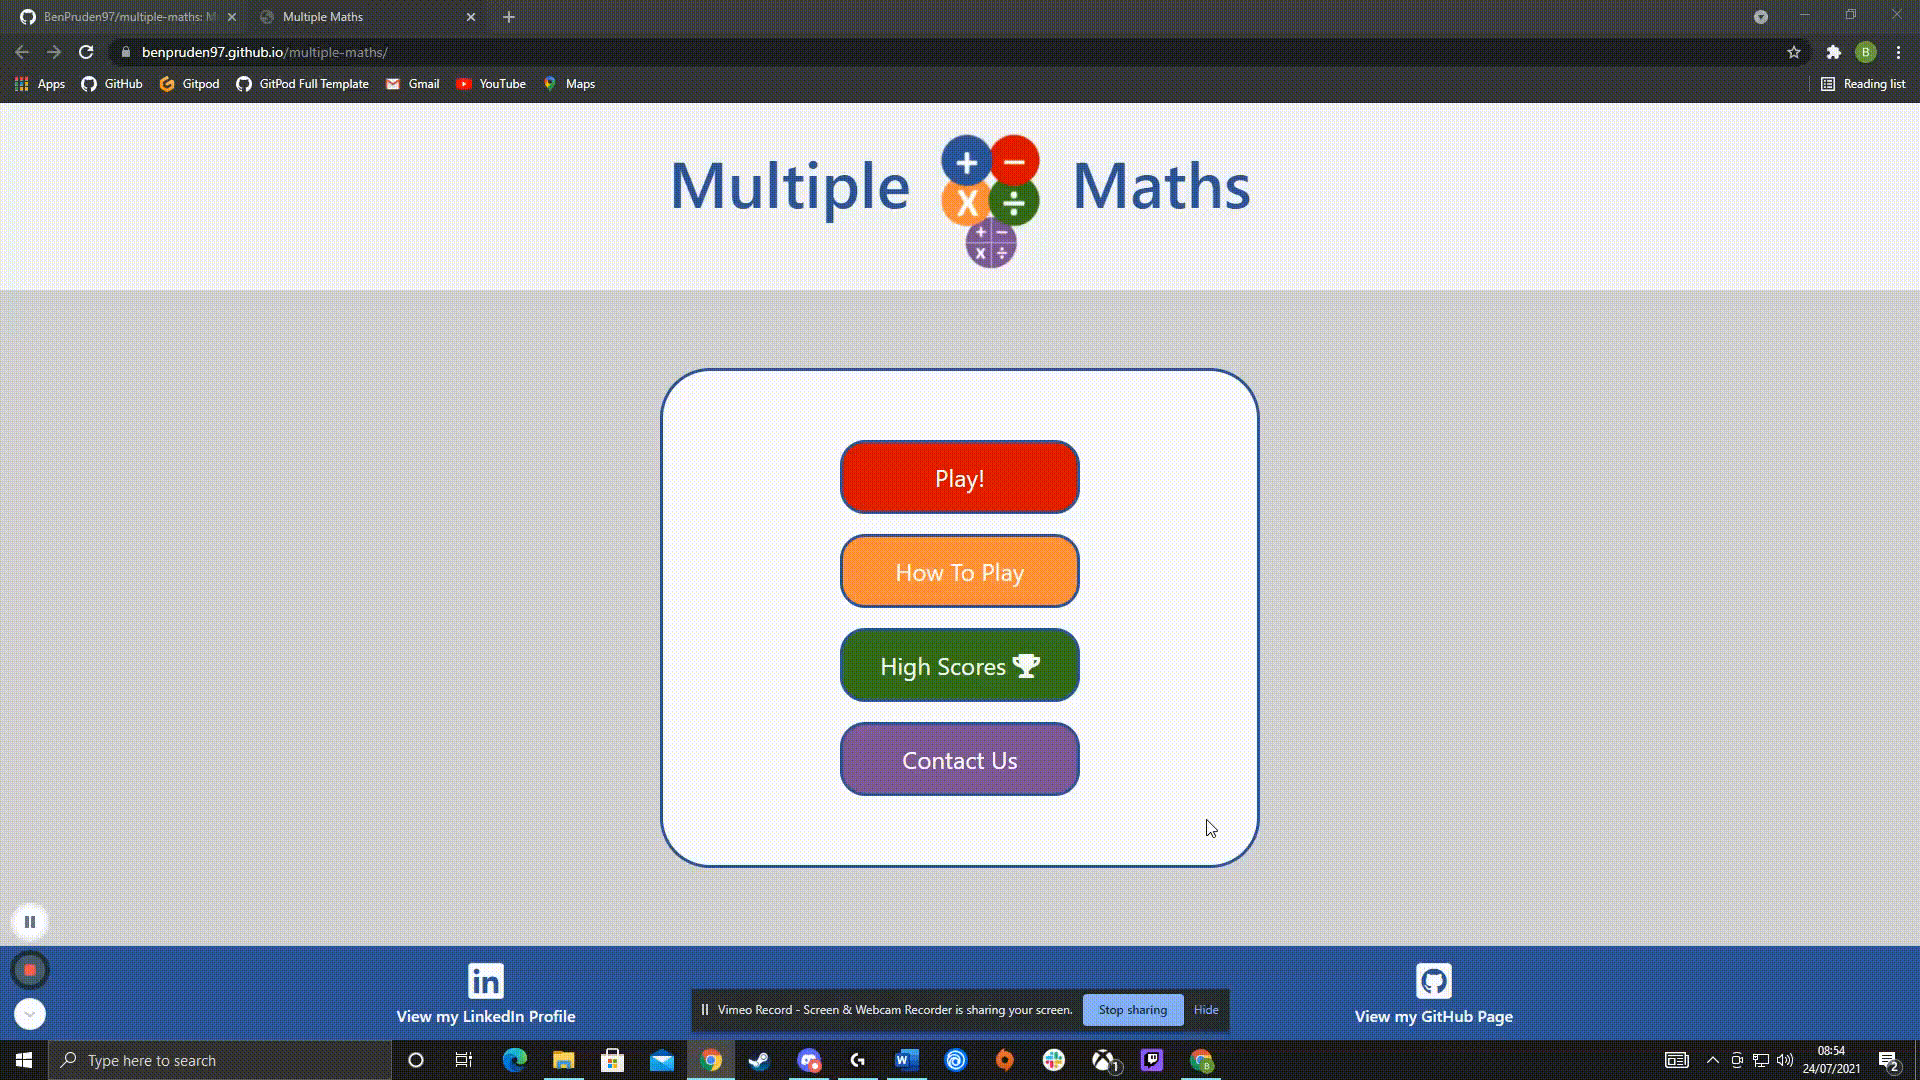 BenPruden97/multiple-maths: M
Multiple Maths
benpruden97.github.io/multiple-maths/
Apps
GitHub
Gitpod
GitPod Full Template
Gmail
YouTube
Maps
Reading list
Multiple Maths
Play!
How To Play
High Scores
Contact Us
View my LinkedIn Profile
Vimeo Record - Screen & Webcam Recorder is sharing your screen.
Stop sharing
Hide
View my GitHub Page
Type here to search
08:54
24/07/2021